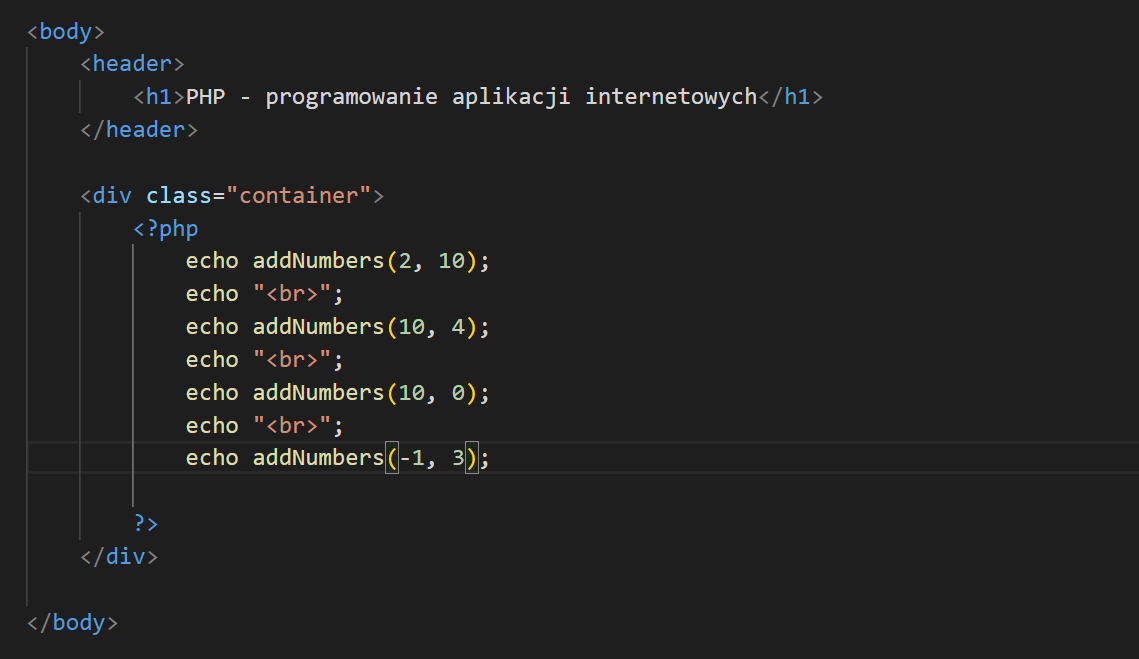 <body>
<header>
<h1>PHP - programowanie aplikacji internetowych</h1>
</header>
<div class="container">
<?php
echo addNumbers(2, 10);
echo "<br>";
echo addNumbers(10, 4);
echo "<br>";
echo addNumbers(10, 0);
echo "<br>";
echo addNumbers(-1, 3);
?>
</div>
</body>